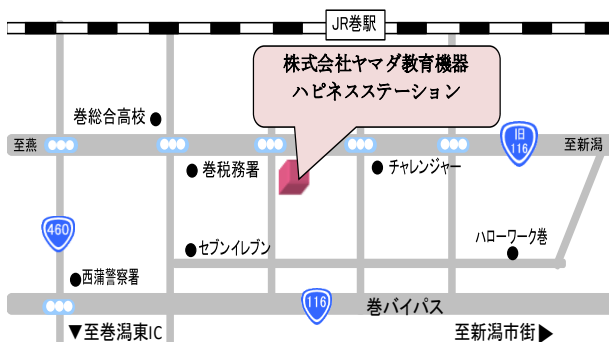 JR巻駅
株式会社ヤマダ教育機器
ハピネスステーション
巻総合高校
旧
116
至燕
至新潟
巻税務署
チャレンジャー
460
セブンイレブン
ハローワーク巻
西蒲警察署
116
巻バイパス
▼至巻潟東IC
至新潟市街▶